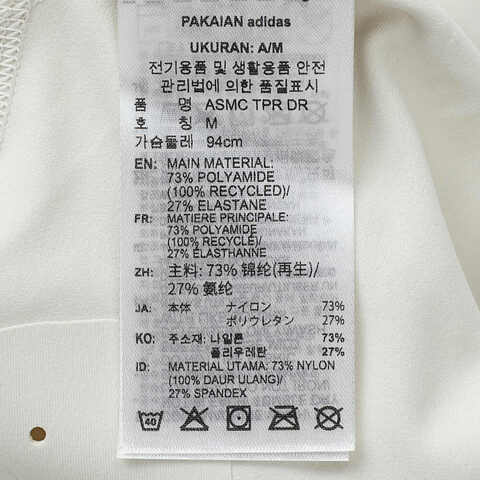 PAKAIAN adidas
UKURAN: A/M
전기용품 및 생활용품 안전
관리법에 의한 품질표시
품 명 ASMC TPR DR
호 칭 M
가슴둘레 94cm
EN: MAIN MATERIAL:
73% POLYAMIDE
(100% RECYCLED)/
27% ELASTANE
FR: MATIERE PRINCIPALE:
73% POLYAMIDE
(100% RECYCLÉ)/
27% ELASTHANNE
ZH: 主料: 73% 锦纶(再生)/
27% 氨纶
JA: 本体 ナイロン 73%
ポリウレタン 27%
KO: 주소재: 나일론 73%
폴리우레탄 27%
ID: MATERIAL UTAMA: 73% NYLON
(100% DAUR ULANG)/
27% SPANDEX
40